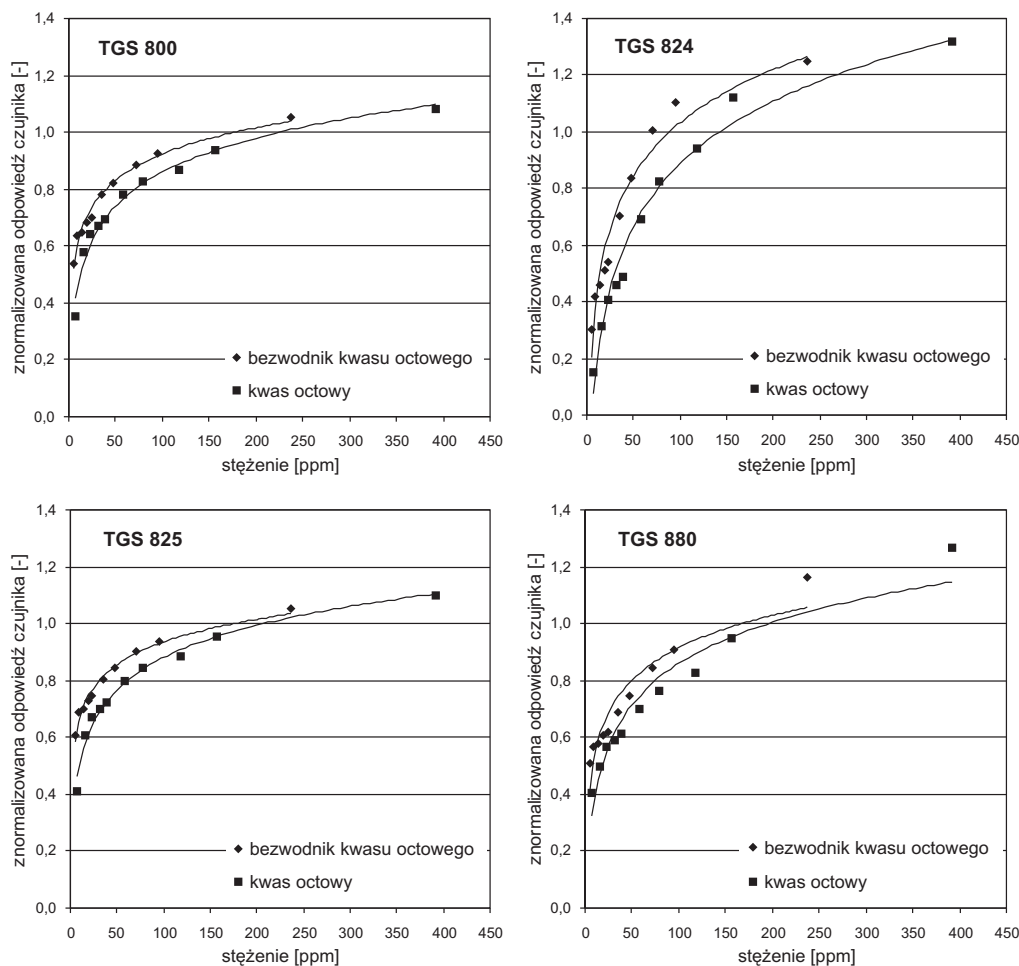 TGS 800
znormalizowana odpowiedź czujnika [-]
1,4
1,2
1,0
0,8
0,6
0,4
0,2
0,0
bezwodnik kwasu octowego
kwas octowy
0 50 100 150 200 250 300 350 400 450
stężenie [ppm]
TGS 824
znormalizowana odpowiedź czujnika [-]
1,4
1,2
1,0
0,8
0,6
0,4
0,2
0,0
bezwodnik kwasu octowego
kwas octowy
0 50 100 150 200 250 300 350 400 450
stężenie [ppm]
TGS 825
znormalizowana odpowiedź czujnika [-]
1,4
1,2
1,0
0,8
0,6
0,4
0,2
0,0
bezwodnik kwasu octowego
kwas octowy
0 50 100 150 200 250 300 350 400 450
stężenie [ppm]
TGS 880
znormalizowana odpowiedź czujnika [-]
1,4
1,2
1,0
0,8
0,6
0,4
0,2
0,0
bezwodnik kwasu octowego
kwas octowy
0 50 100 150 200 250 300 350 400 450
stężenie [ppm]